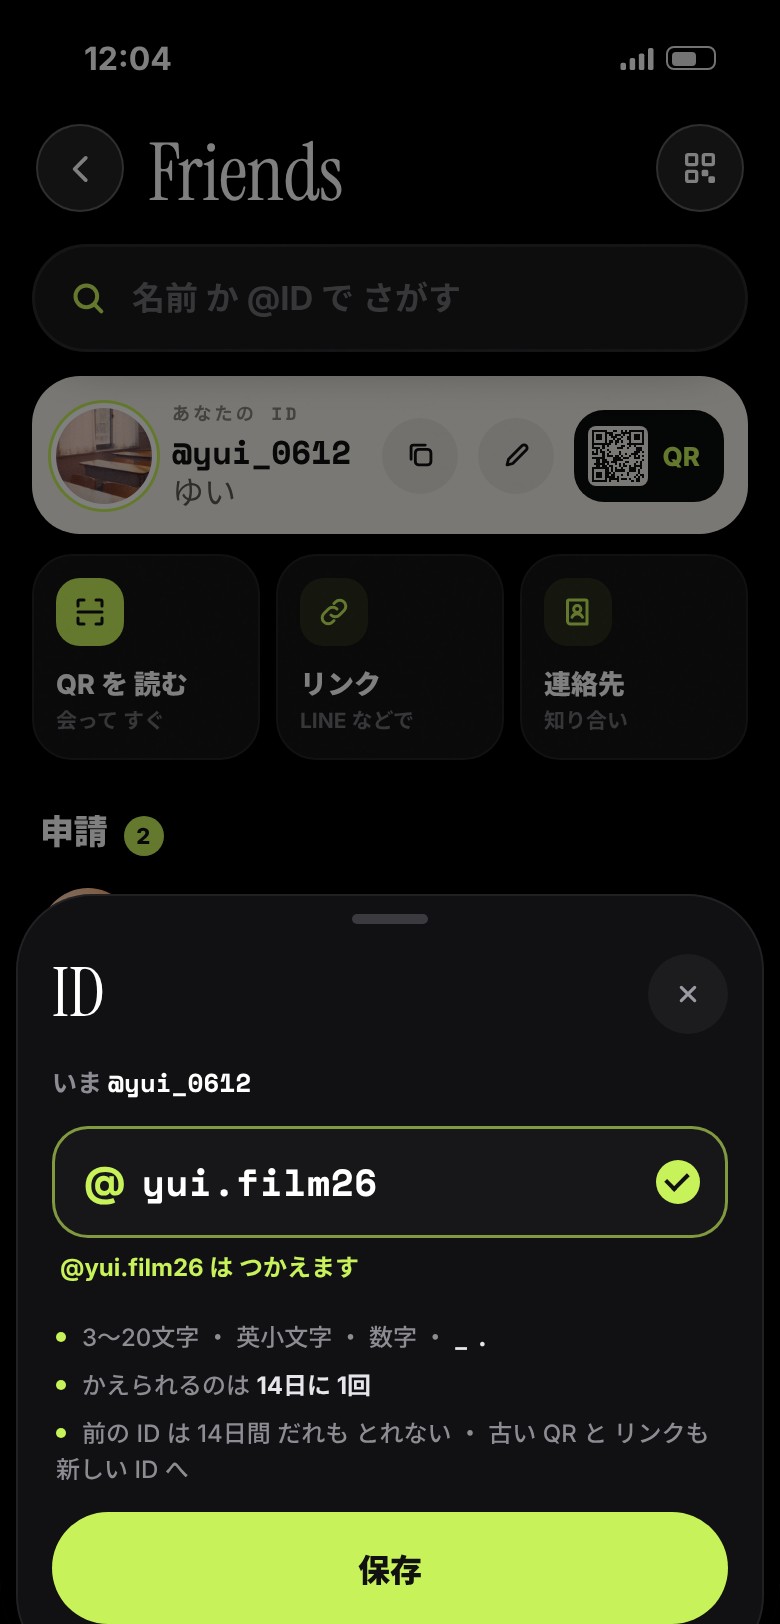 12:04
Friends
名前 か @ID で さがす
あなたの ID
@yui_0612
ゆい
QR
QR を 読む
会って すぐ
リンク
LINE などで
連絡先
知り合い
申請 2
ID
いま @yui_0612
@ yui.film26
@yui.film26 は つかえます
3〜20文字 ・ 英小文字 ・ 数字 ・ _ .
かえられるのは 14日に 1回
前の ID は 14日間 だれも とれない ・ 古い QR と リンクも
新しい ID へ
保存